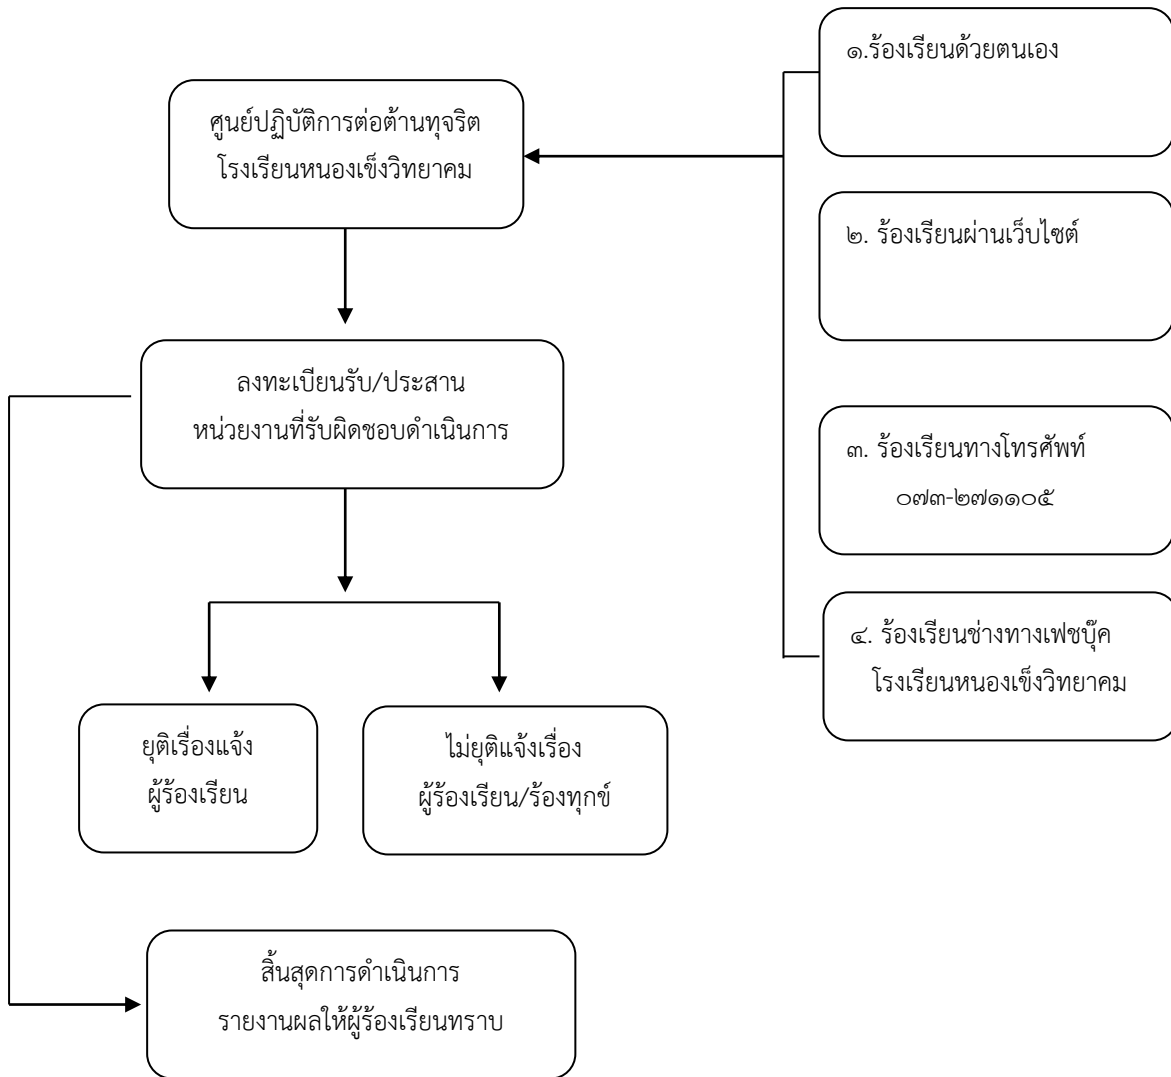 ๑.ร้องเรียนด้วยตนเอง
ศูนย์ปฏิบัติการต่อต้านทุจริต
โรงเรียนหนองเข็งวิทยาคม
๒. ร้องเรียนผ่านเว็บไซต์
ลงทะเบียนรับ/ประสาน
หน่วยงานที่รับผิดชอบดำเนินการ
๓. ร้องเรียนทางโทรศัพท์
๐๗๓-๒๗๑๑๐๕
๔. ร้องเรียนช่างทางเฟชบุ๊ค
โรงเรียนหนองเข็งวิทยาคม
ยุติเรื่องแจ้ง
ผู้ร้องเรียน
ไม่ยุติแจ้งเรื่อง
ผู้ร้องเรียน/ร้องทุกข์
สิ้นสุดการดำเนินการ
รายงานผลให้ผู้ร้องเรียนทราบ